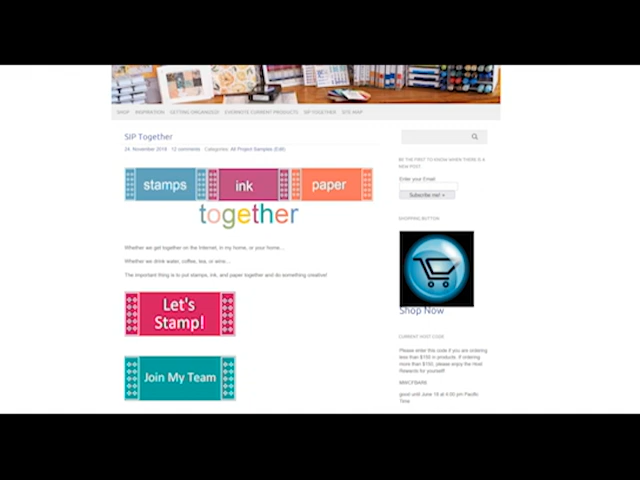 SHOP INSPIRATION GETTING ORGANIZED EVERYONE'S CURRENT PRODUCTS SIP TOGETHER SITE MAP
SIP Together
24. November 2018 · 12 comments · Categories: All Project Samples (Edit)
stamps ink paper
together
Whether we get together on the Internet, in my home, or your home...
Whether we drink water, coffee, tea, or wine...
The important thing is to put stamps, ink, and paper together and do something creative!
Let's
Stamp!
Join My Team
BE THE FIRST TO KNOW WHEN THERE IS A
NEW POST
Enter your Email:
Subscribe me! »
SHOPPING BUTTON
Shop Now
CURRENT HOST CODE
Please enter this code if you are ordering
less than $150 in products. If ordering
more than $150, please enjoy the Host
Rewards for yourself!
good until June 18 at 4:00 pm Pacific
Time